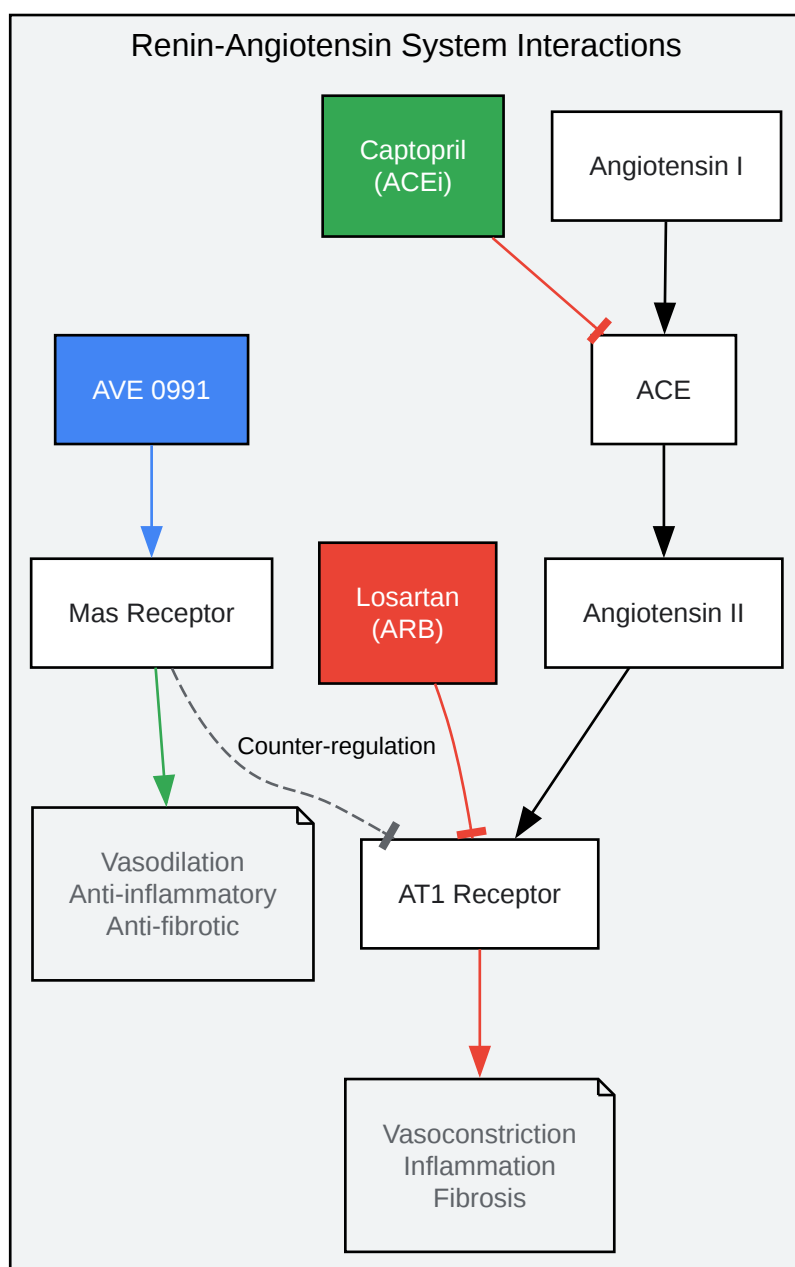 Renin-Angiotensin System Interactions
Captopril
(ACEi)
Angiotensin I
AVE 0991
ACE
Mas Receptor
Losartan
(ARB)
Angiotensin II
Counter-regulation
Vasodilation
Anti-inflammatory
Anti-fibrotic
AT1 Receptor
Vasoconstriction
Inflammation
Fibrosis